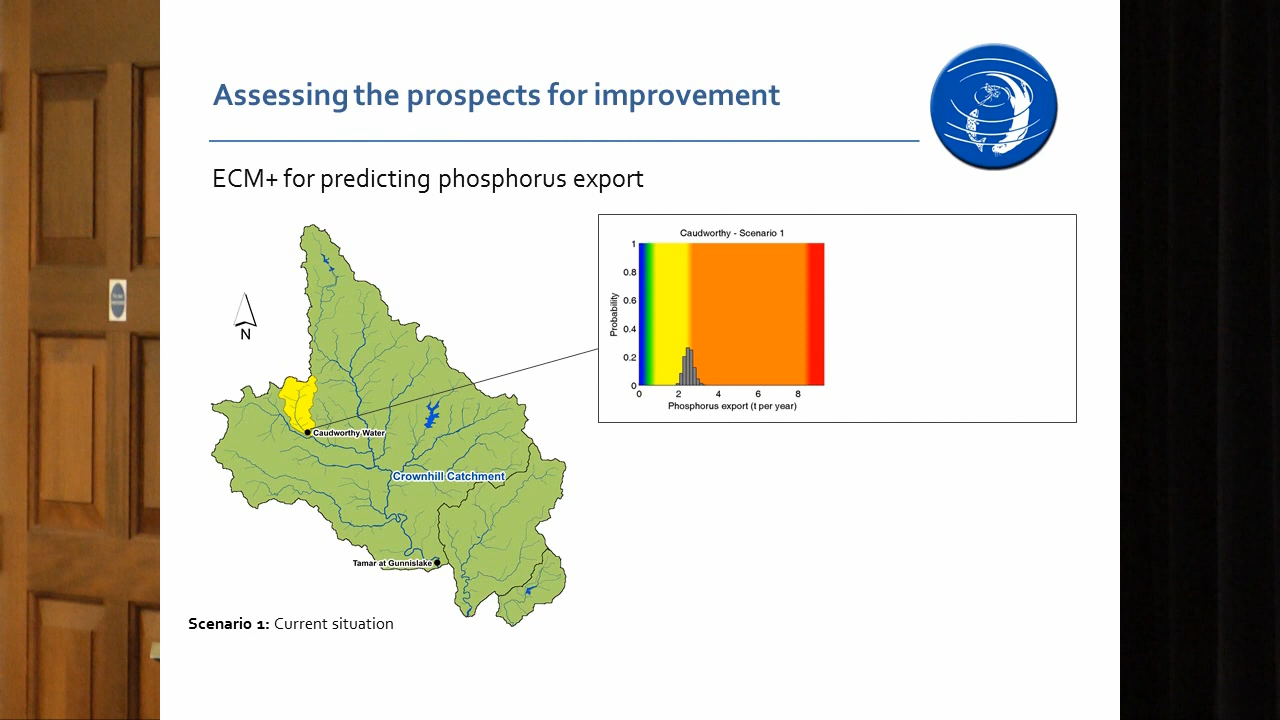 Assessing the prospects for improvement
ECM+ for predicting phosphorus export
Caudworthy - Scenario 1
1
0.8
0.6
0.4
0.2
0
Probability
0 2 4 6 8
Phosphorus export (t per year)
N
Caudworthy Water
Crownhill Catchment
Tamar at Gunnislake
Scenario 1: Current situation